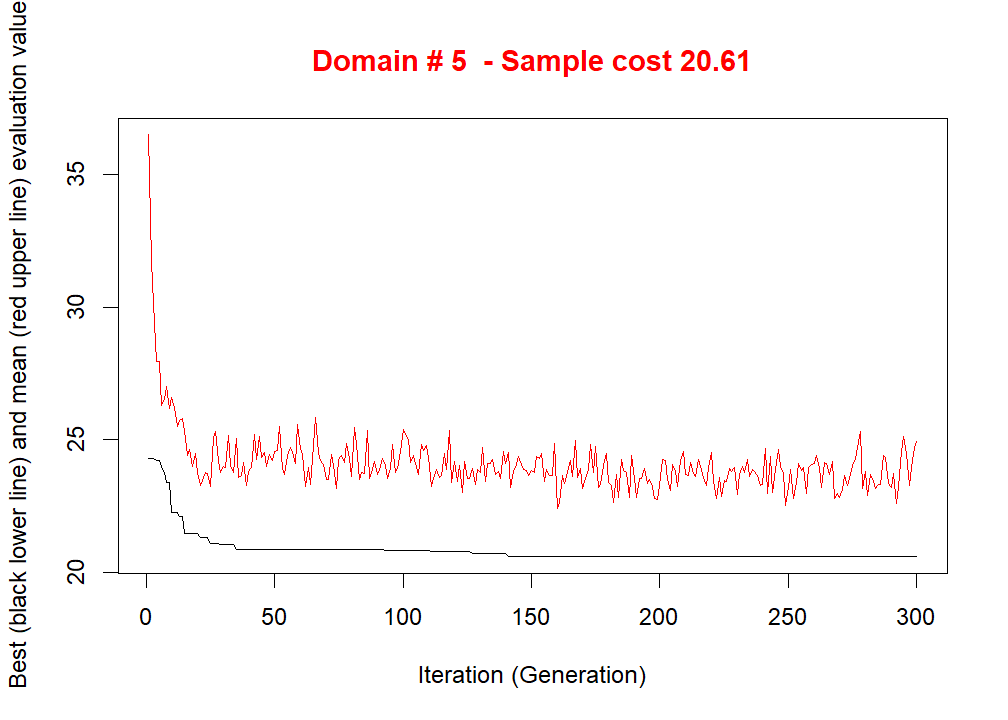 Domain # 5  - Sample cost 20.61
Best (black lower line) and mean (red upper line) evaluation value
35
30
25
20
0 50 100 150 200 250 300
Iteration (Generation)